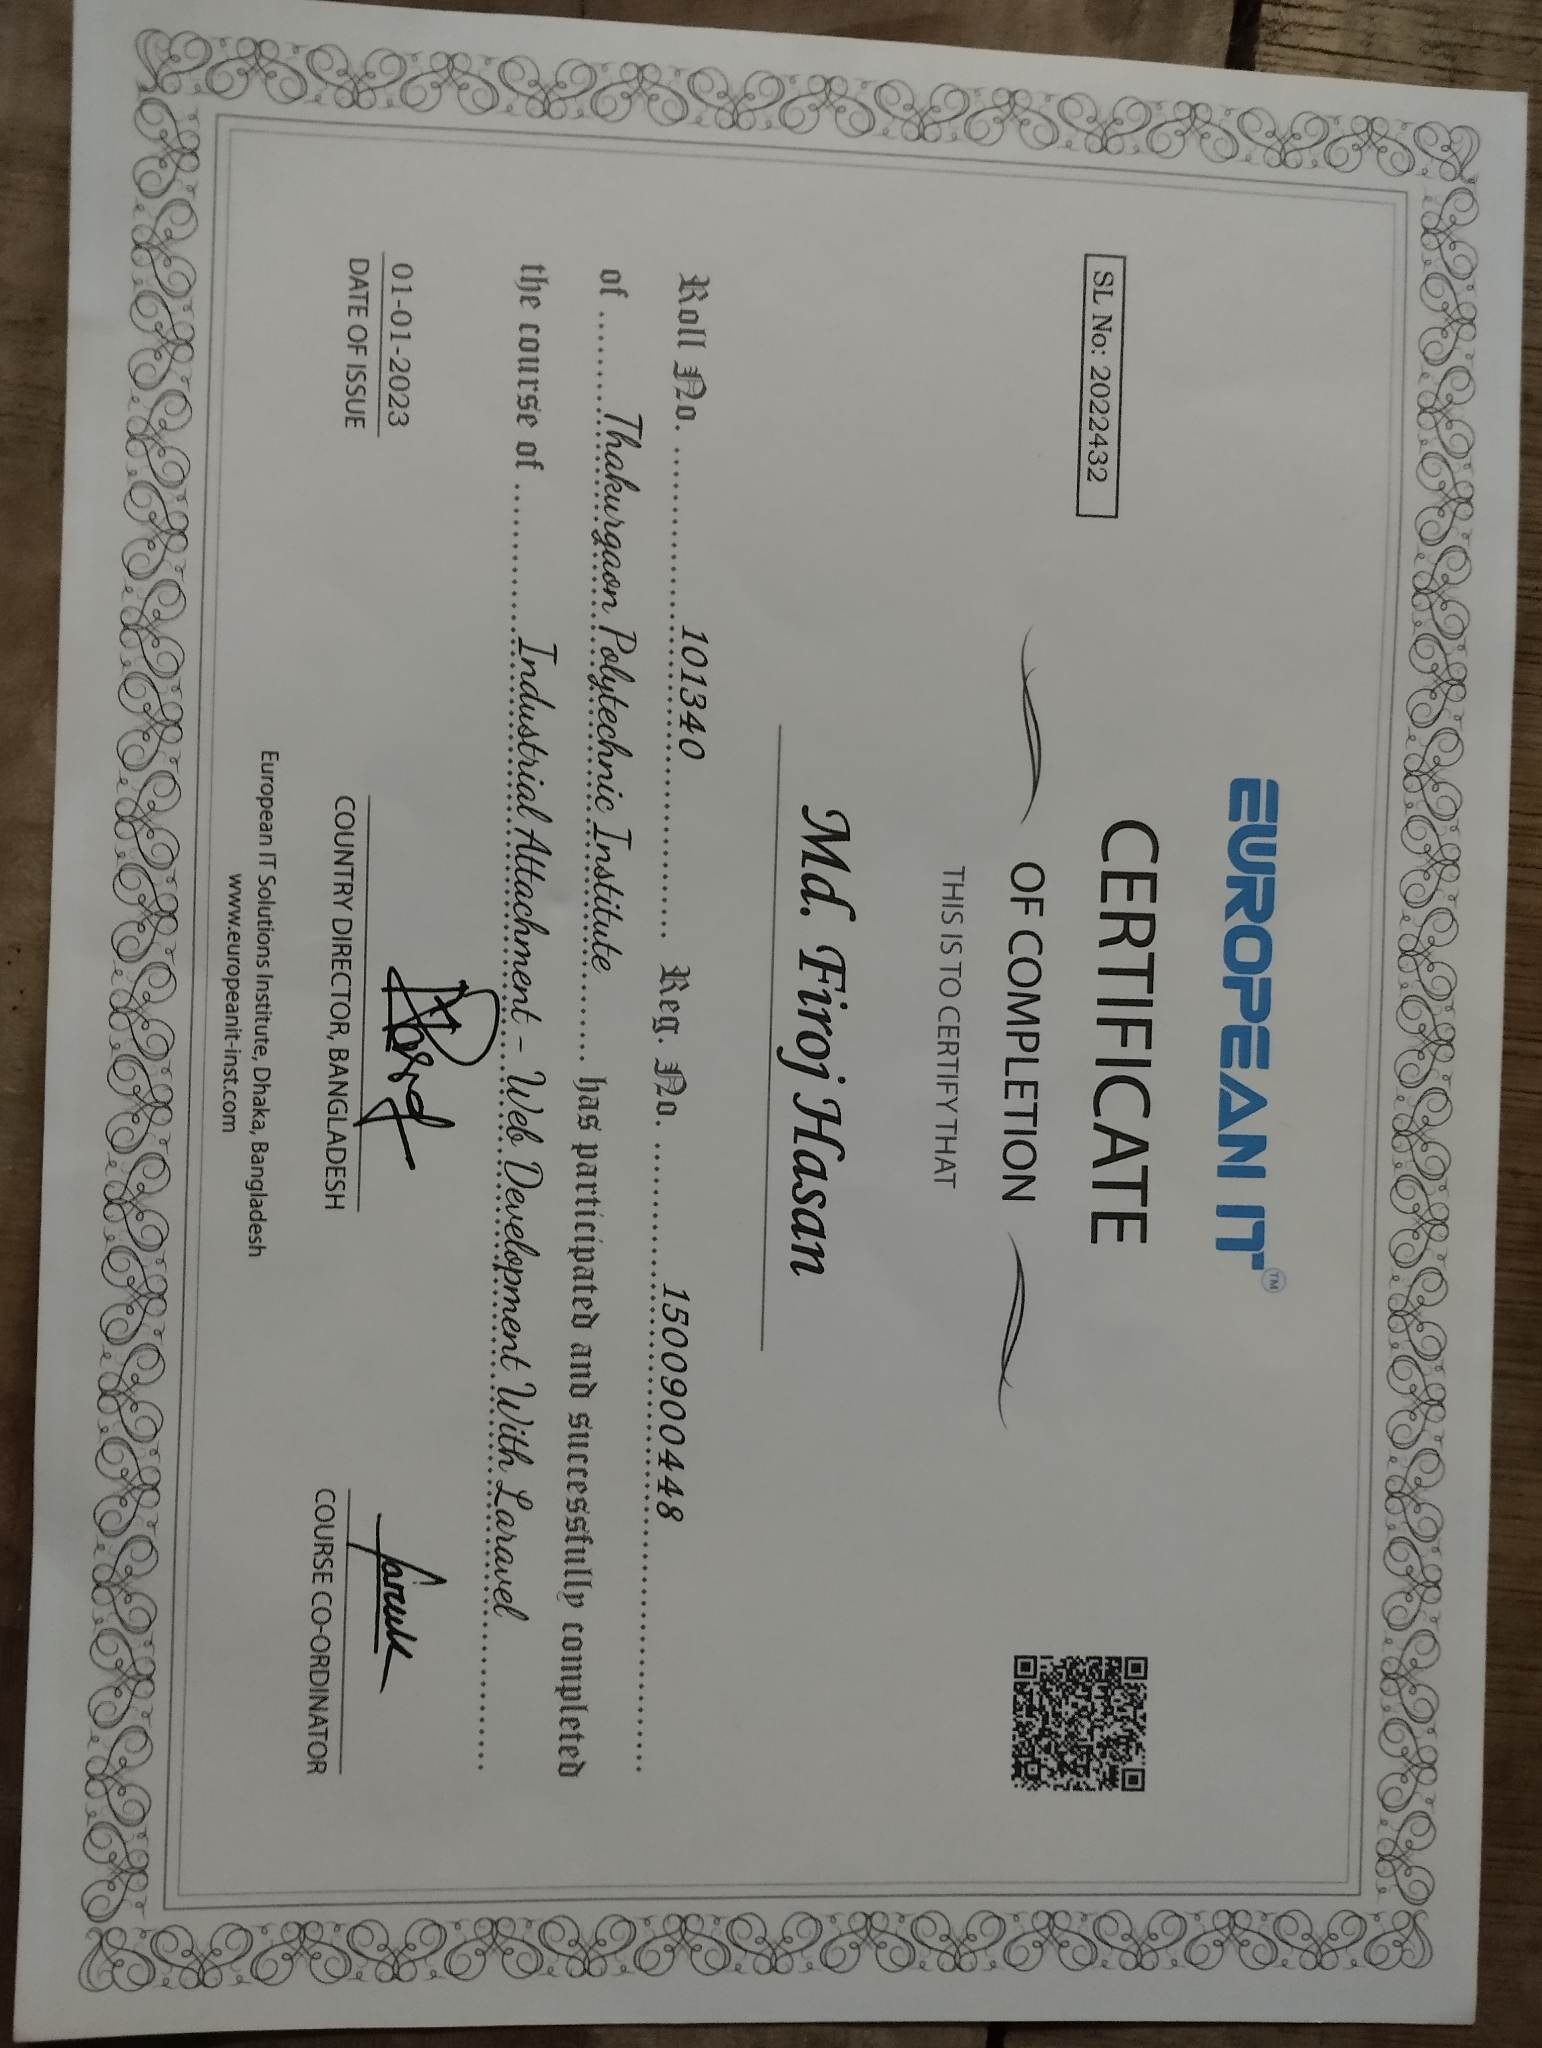 EUROPEAN IT™
SL No: 2022432
CERTIFICATE
OF COMPLETION
THIS IS TO CERTIFY THAT
Md. Firoj Hasan
Roll No. .................101340.................. Reg. No. .................1500900448.................
of .........Thakurgaon Polytechnic Institute......... has participated and successfully completed
the course of ............Industrial Attachment - Web Development With Laravel............
01-01-2023
DATE OF ISSUE
COUNTRY DIRECTOR, BANGLADESH
COURSE CO-ORDINATOR
European IT Solutions Institute, Dhaka, Bangladesh
www.europeanit-inst.com